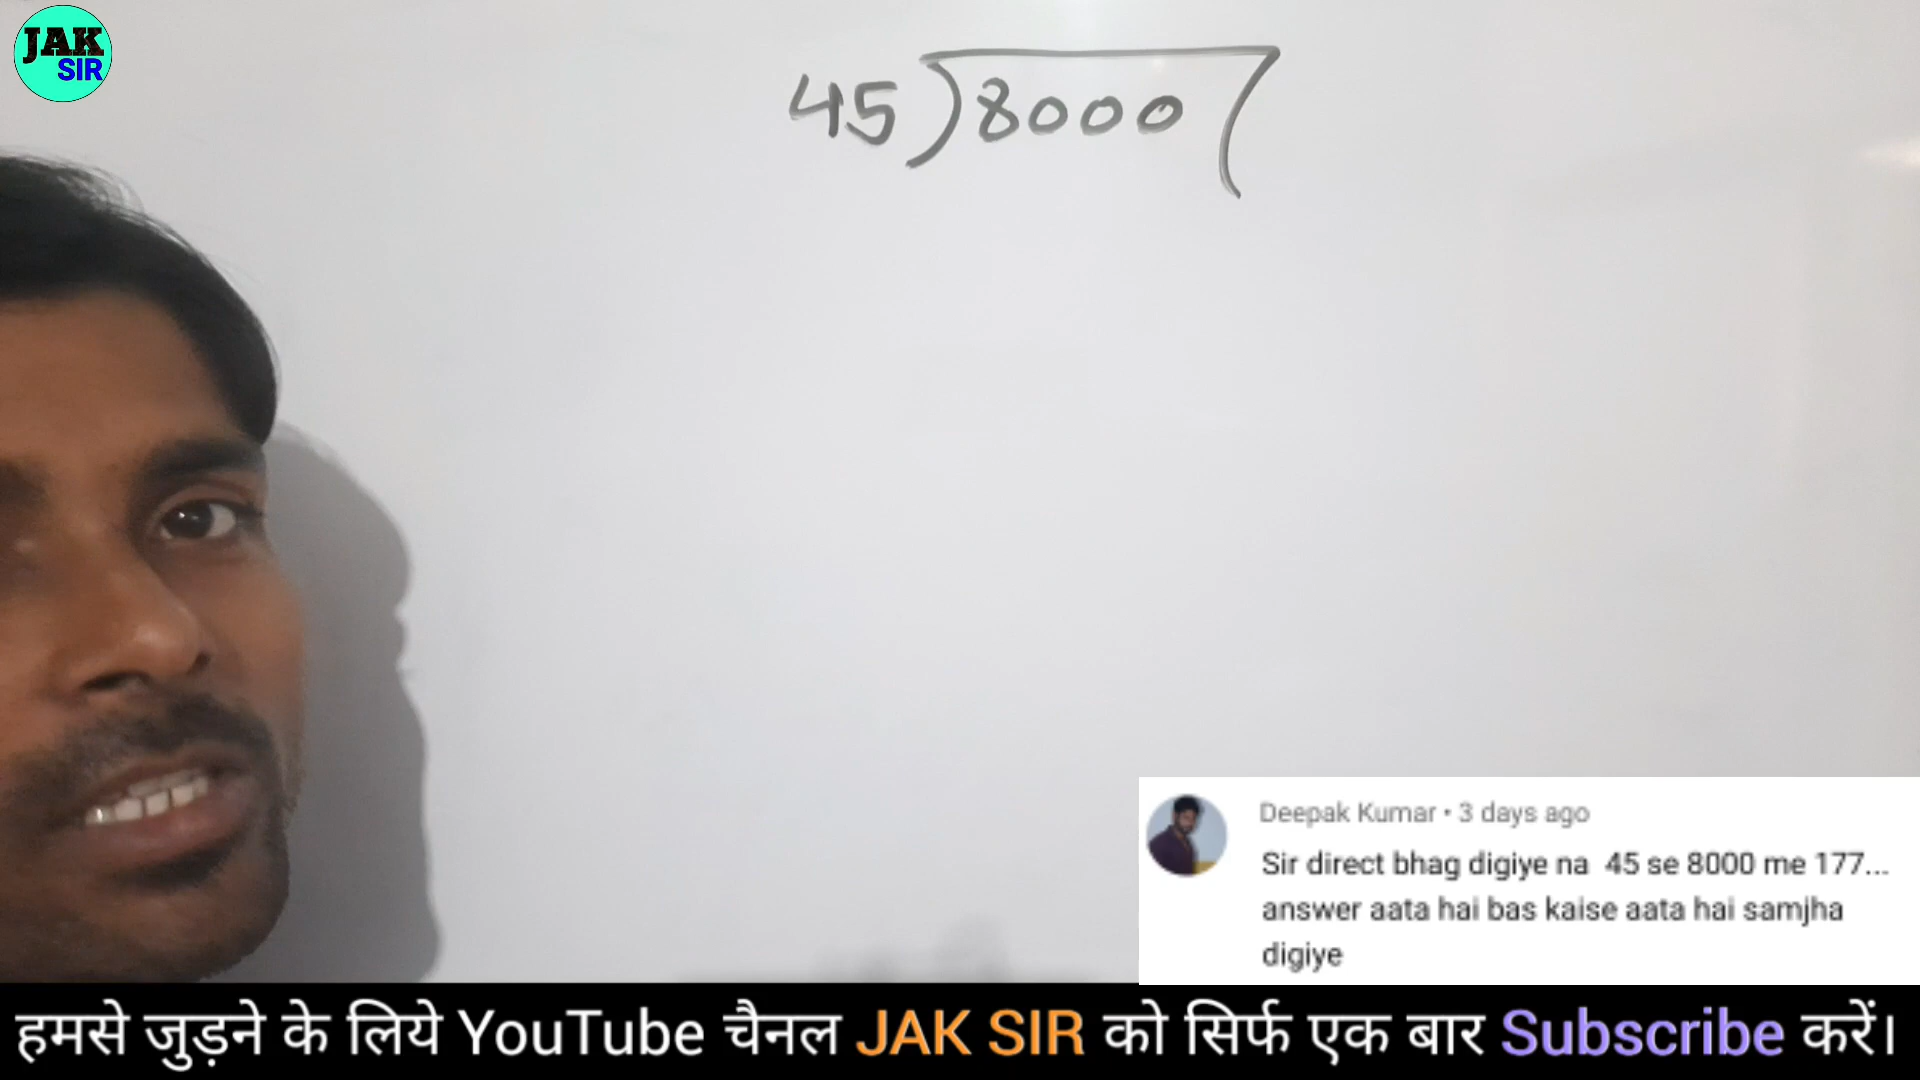 JAK
SIR
45)8000(
Deepak Kumar • 3 days ago
Sir direct bhag digiye na 45 se 8000 me 177...
answer aata hai bas kaise aata hai samjha
digiye
हमसे जुड़ने के लिये YouTube चैनल JAK SIR को सिर्फ एक बार Subscribe करें।